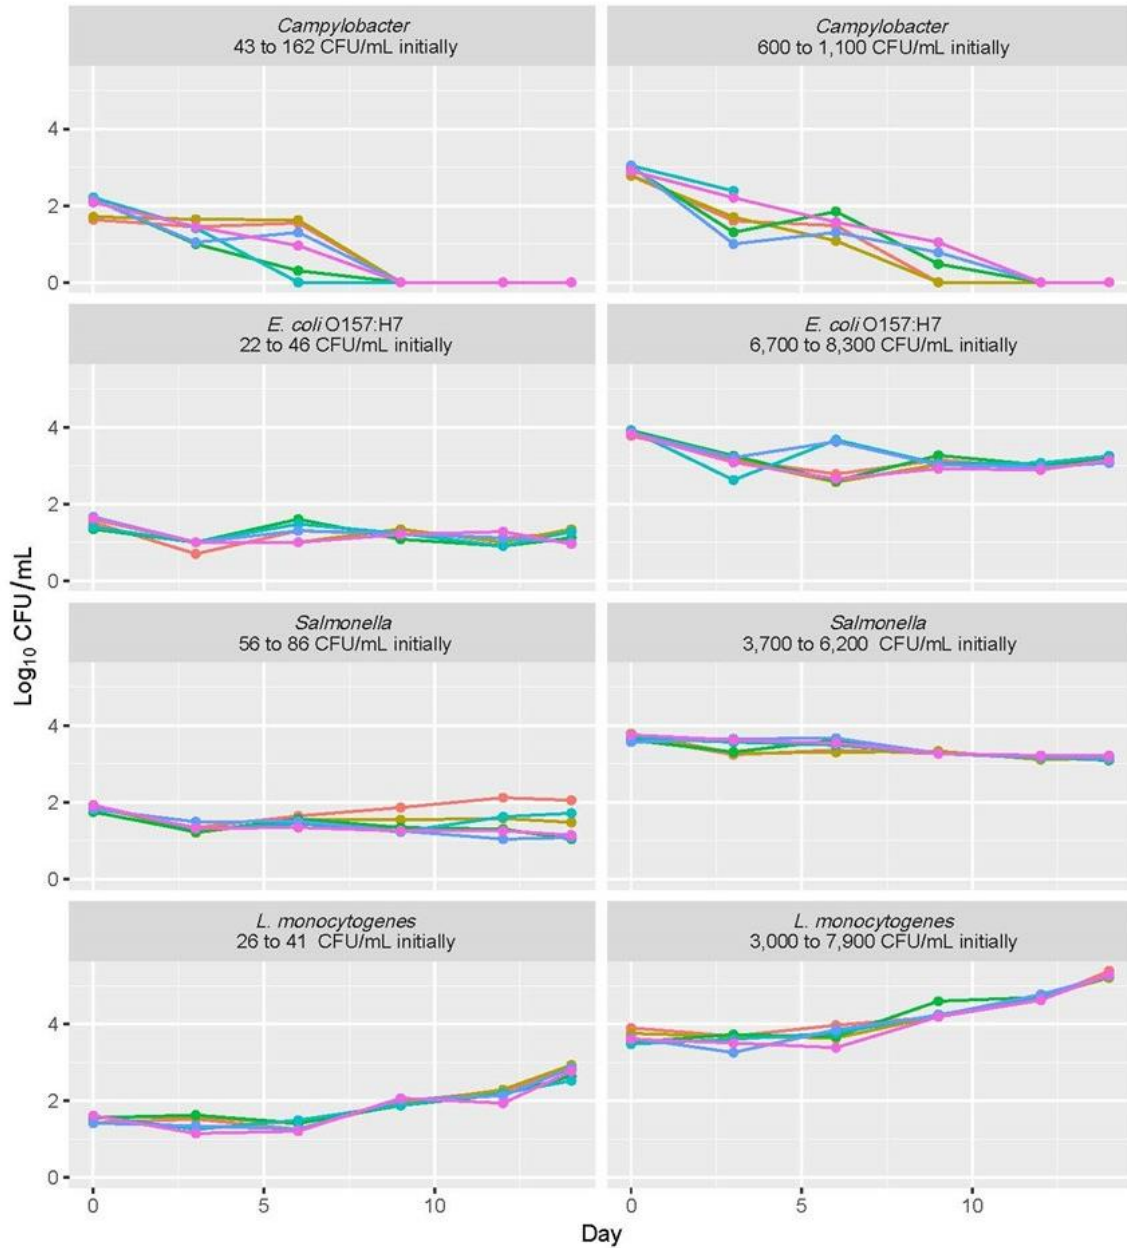 Campylobacter
43 to 162 CFU/mL initially
Campylobacter
600 to 1,100 CFU/mL initially
4
2
0
E. coli O157:H7
22 to 46 CFU/mL initially
E. coli O157:H7
6,700 to 8,300 CFU/mL initially
4
2
0
Log10 CFU/mL
Salmonella
56 to 86 CFU/mL initially
Salmonella
3,700 to 6,200 CFU/mL initially
4
2
0
L. monocytogenes
26 to 41 CFU/mL initially
L. monocytogenes
3,000 to 7,900 CFU/mL initially
4
2
0
0 5 10 0 5 10
Day